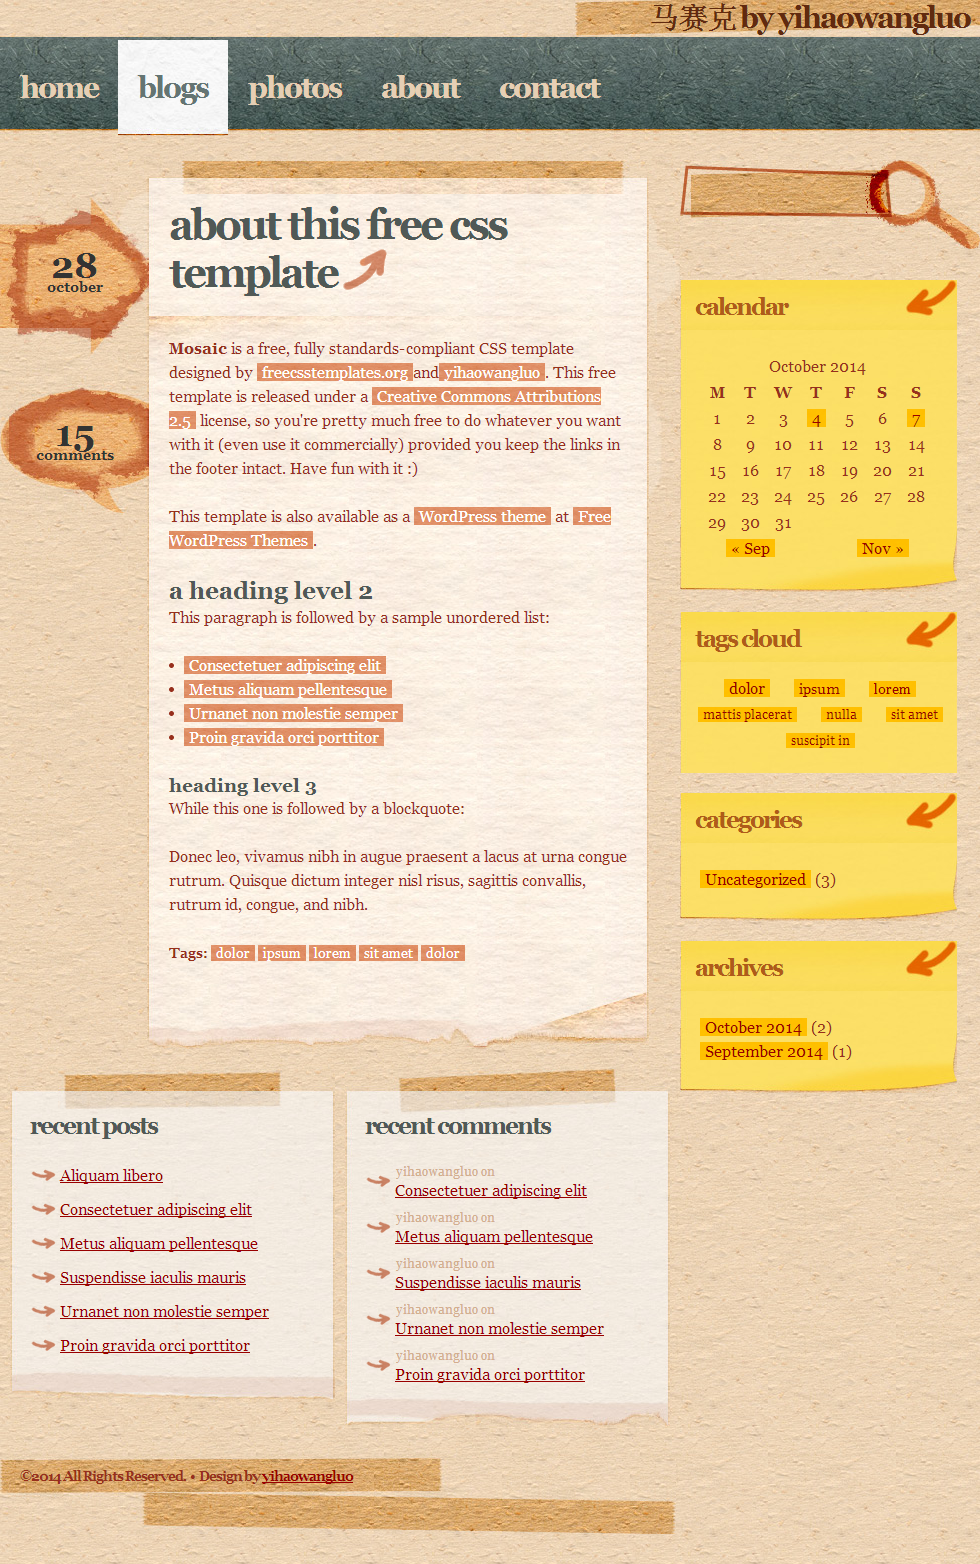 马赛克 by yihaowangluo
home blogs photos about contact
28
october
15
comments
about this free css
template
Mosaic is a free, fully standards-compliant CSS template
designed by freecsstemplates.org and yihaowangluo . This free
template is released under a Creative Commons Attributions
2.5 license, so you're pretty much free to do whatever you want
with it (even use it commercially) provided you keep the links in
the footer intact. Have fun with it :)
This template is also available as a WordPress theme at Free
WordPress Themes .
a heading level 2
This paragraph is followed by a sample unordered list:
• Consectetuer adipiscing elit
• Metus aliquam pellentesque
• Urnanet non molestie semper
• Proin gravida orci porttitor
heading level 3
While this one is followed by a blockquote:
Donec leo, vivamus nibh in augue praesent a lacus at urna congue
rutrum. Quisque dictum integer nisl risus, sagittis convallis,
rutrum id, congue, and nibh.
Tags: dolor ipsum lorem sit amet dolor
calendar
October 2014
M T W T F S S
1 2 3 4 5 6 7
8 9 10 11 12 13 14
15 16 17 18 19 20 21
22 23 24 25 26 27 28
29 30 31
« Sep Nov »
tags cloud
dolor ipsum lorem
mattis placerat nulla sit amet
suscipit in
categories
Uncategorized (3)
archives
October 2014 (2)
September 2014 (1)
recent posts
Aliquam libero
Consectetuer adipiscing elit
Metus aliquam pellentesque
Suspendisse iaculis mauris
Urnanet non molestie semper
Proin gravida orci porttitor
recent comments
yihaowangluo on
Consectetuer adipiscing elit
yihaowangluo on
Metus aliquam pellentesque
yihaowangluo on
Suspendisse iaculis mauris
yihaowangluo on
Urnanet non molestie semper
yihaowangluo on
Proin gravida orci porttitor
©2014 All Rights Reserved. • Design by yihaowangluo